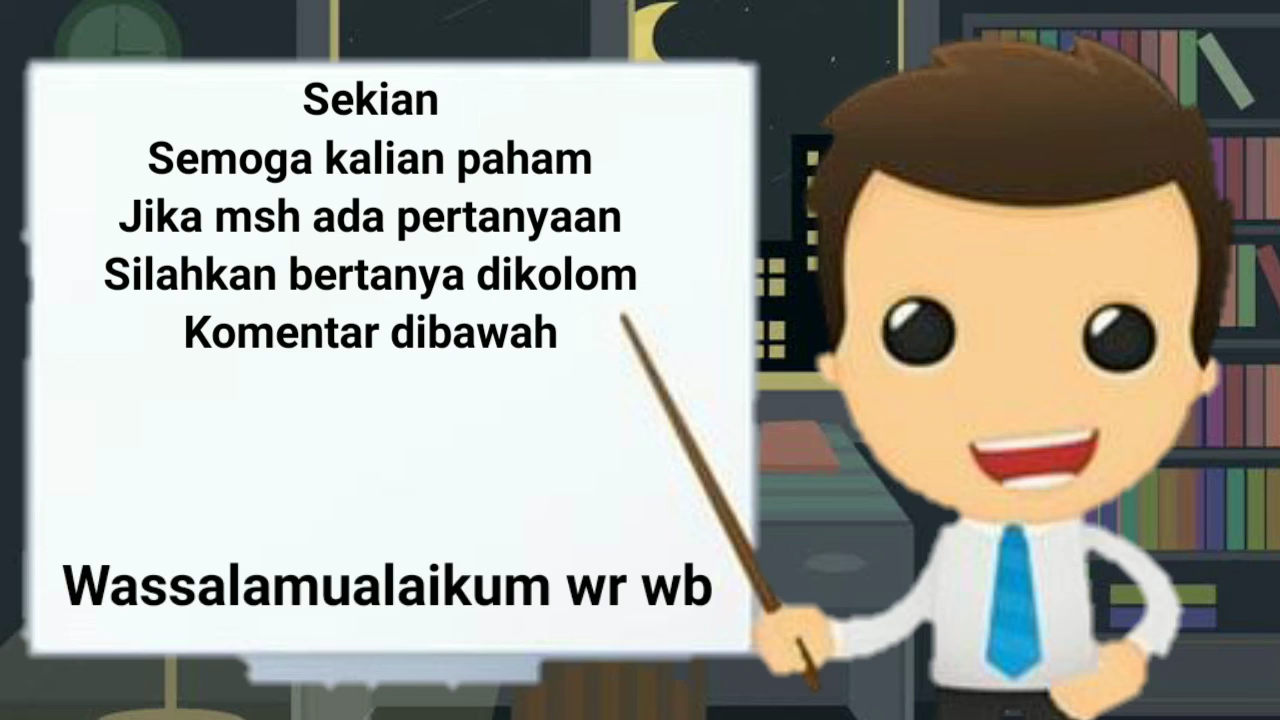 Sekian
Semoga kalian paham
Jika msh ada pertanyaan
Silahkan bertanya dikolom
Komentar dibawah
Wassalamualaikum wr wb